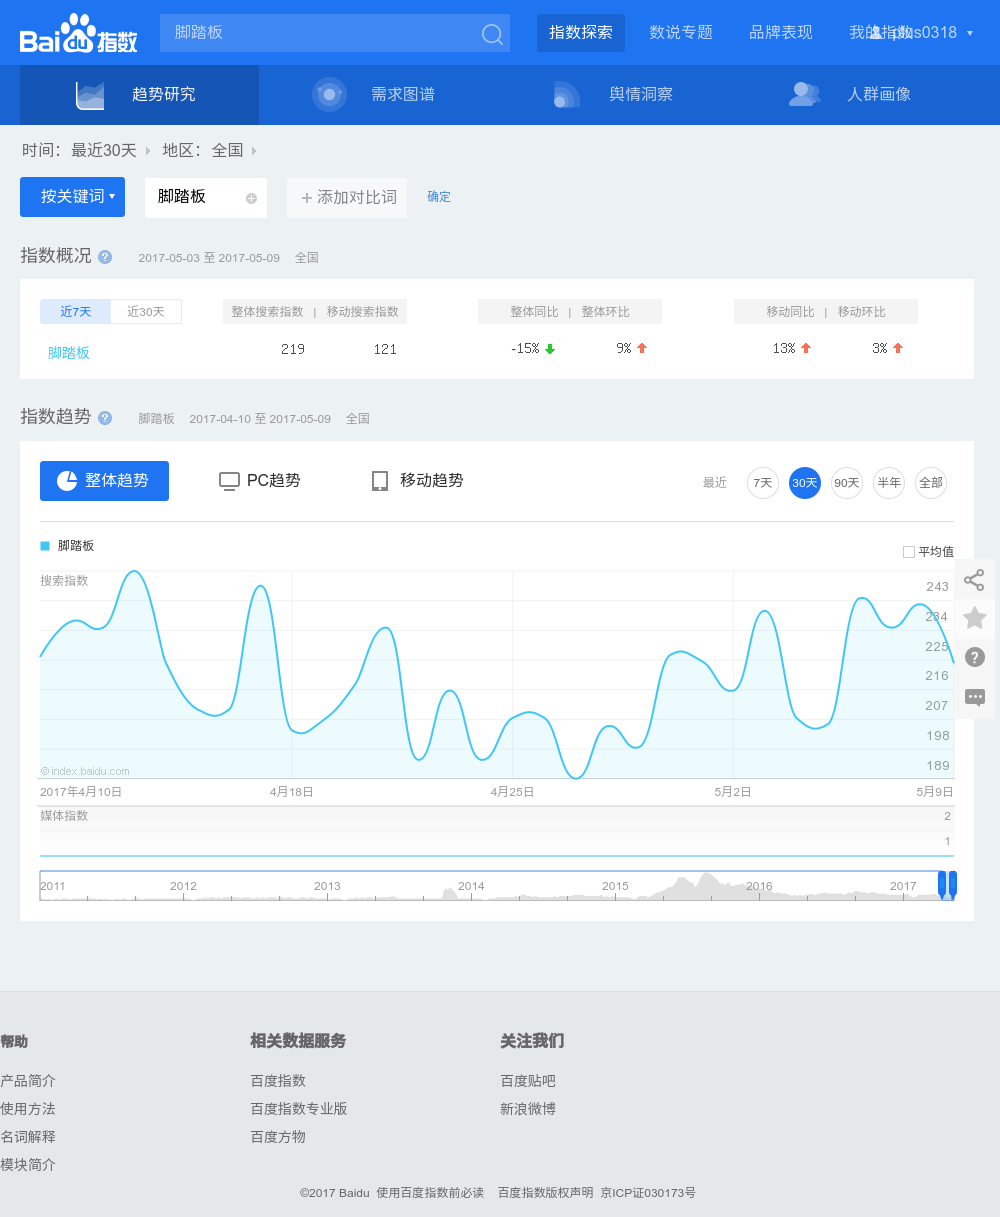 Bai du 指数
脚踏板
指数探索 数说专题 品牌表现 我的指数 plus0318
趋势研究 需求图谱 舆情洞察 人群画像
时间: 最近30天 地区: 全国
按关键词 脚踏板 + 添加对比词 确定
指数概况 ? 2017-05-03 至 2017-05-09 全国
近7天 近30天 整体搜索指数 | 移动搜索指数 整体同比 | 整体环比 移动同比 | 移动环比
脚踏板 219 121 -15% 9% 13% 3%
指数趋势 ? 脚踏板 2017-04-10 至 2017-05-09 全国
整体趋势 PC趋势 移动趋势 最近 7天 30天 90天 半年 全部
脚踏板
平均值
搜索指数
243
234
225
216
207
198
189
©index.baidu.com
2017年4月10日 4月18日 4月25日 5月2日 5月9日
媒体指数 2
1
2011 2012 2013 2014 2015 2016 2017
帮助 相关数据服务 关注我们
产品简介 百度指数 百度贴吧
使用方法 百度指数专业版 新浪微博
名词解释 百度方物
模块简介
©2017 Baidu 使用百度指数前必读 百度指数版权声明 京ICP证030173号